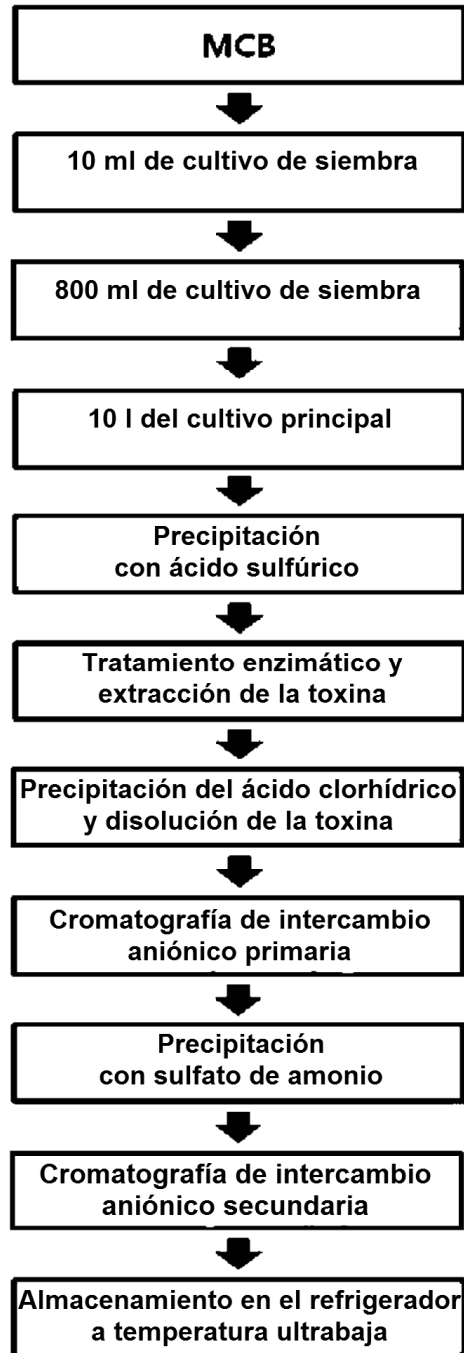 MCB
10 ml de cultivo de siembra
800 ml de cultivo de siembra
10 l del cultivo principal
Precipitación
con ácido sulfúrico
Tratamiento enzimático y
extracción de la toxina
Precipitación del ácido clorhídrico
y disolución de la toxina
Cromatografía de intercambio
aniónico primaria
Precipitación
con sulfato de amonio
Cromatografía de intercambio
aniónico secundaria
Almacenamiento en el refrigerador
a temperatura ultrabaja